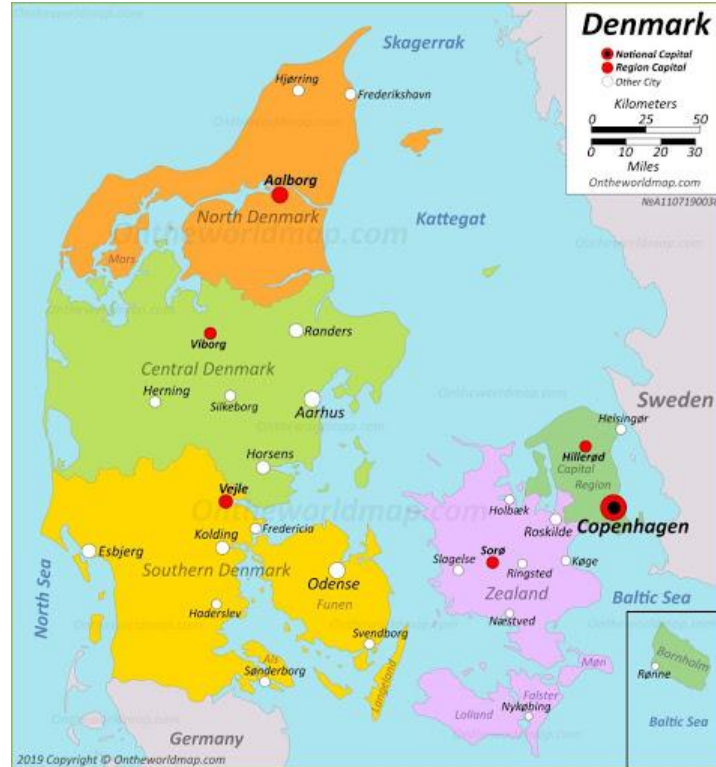 Denmark
National Capital
Region Capital
Other City
Kilometers
0 25 50
0 10 20 30
Miles
Ontheworldmap.com
Skagerrak
Hjørring
Frederikshavn
Aalborg
North Denmark
Kattegat
Ontheworldmap.com
Mors
Randers
Viborg
Central Denmark
Herning
Silkeborg
Aarhus
Sweden
Helsingør
Hillerød
Capital
Region
Horsens
Vejle
Ontheworldmap.com
Holbæk
Copenhagen
Roskilde
Fredericia
Kolding
Esbjerg
Sorø
Køge
Slagelse
Ringsted
Southern Denmark
Odense
Zealand
North Sea
Funen
Haderslev
Næstved
Baltic Sea
Svendborg
Als
Sønderborg
Langeland
Møn
Falster
Lolland
Nykøbing
Bornholm
Rønne
Baltic Sea
Germany
2019 Copyright © Ontheworldmap.com